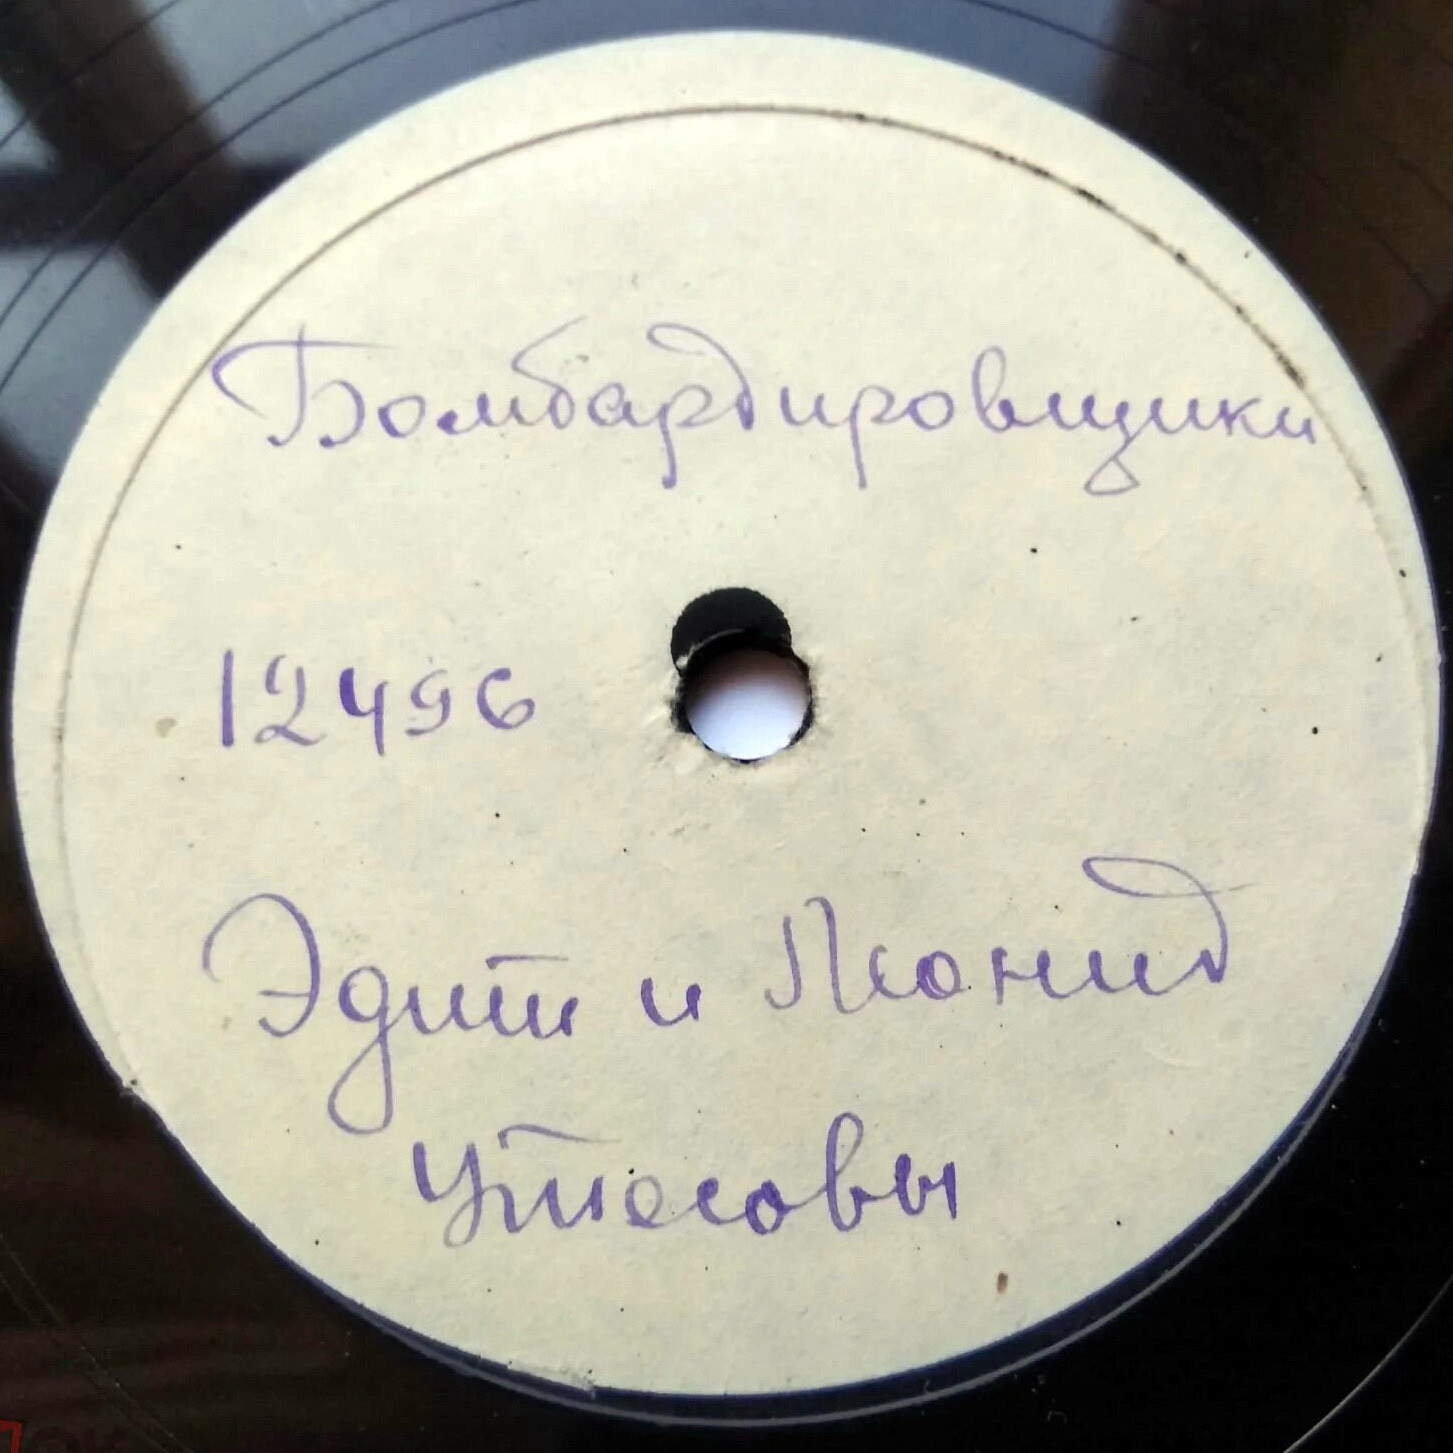 Бомбардировщики
12496
Эдит и Леонид
Утесовы